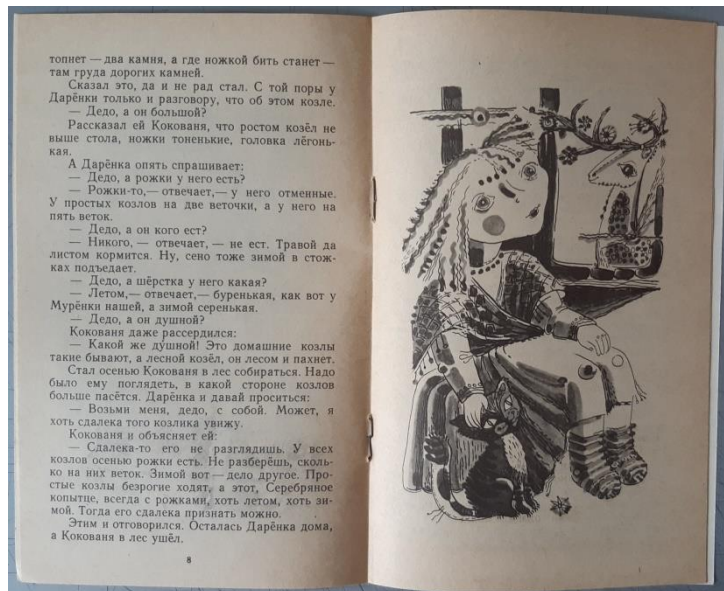 топнет — два камня, а где ножкой бить станет —
там груда дорогих камней.
Сказал это, да и не рад стал. С той поры у
Дарёнки только и разговору, что об этом козле.
— Дедо, а он большой?
Рассказал ей Кокованя, что ростом козёл не
выше стола, ножки тоненькие, головка лёгонь-
кая.
А Дарёнка опять спрашивает:
— Дедо, а рожки у него есть?
— Рожки-то,— отвечает,— у него отменные.
У простых козлов на две веточки, а у него на
пять веток.
— Дедо, а он кого ест?
— Никого, — отвечает, — не ест. Травой да
листом кормится. Ну, сено тоже зимой в стож-
ках подъедает.
— Дедо, а шёрстка у него какая?
— Летом,— отвечает,— буренькая, как вот у
Мурёнки нашей, а зимой серенькая.
— Дедо, а он душной?
Кокованя даже рассердился:
— Какой же душной! Это домашние козлы
такие бывают, а лесной козёл, он лесом и пахнет.
Стал осенью Кокованя в лес собираться. Надо
было ему поглядеть, в какой стороне козлов
больше пасётся. Дарёнка и давай проситься:
— Возьми меня, дедо, с собой. Может, я
хоть сдалека того козлика увижу.
Кокованя и объясняет ей:
— Сдалека-то его не разглядишь. У всех
козлов осенью рожки есть. Не разберёшь, сколь-
ко на них веток. Зимой вот — дело другое. Про-
стые козлы безрогие ходят, а этот, Серебряное
копытце, всегда с рожками, хоть летом, хоть зи-
мой. Тогда его сдалека признать можно.
Этим и отговорился. Осталась Дарёнка дома,
а Кокованя в лес ушёл.
8